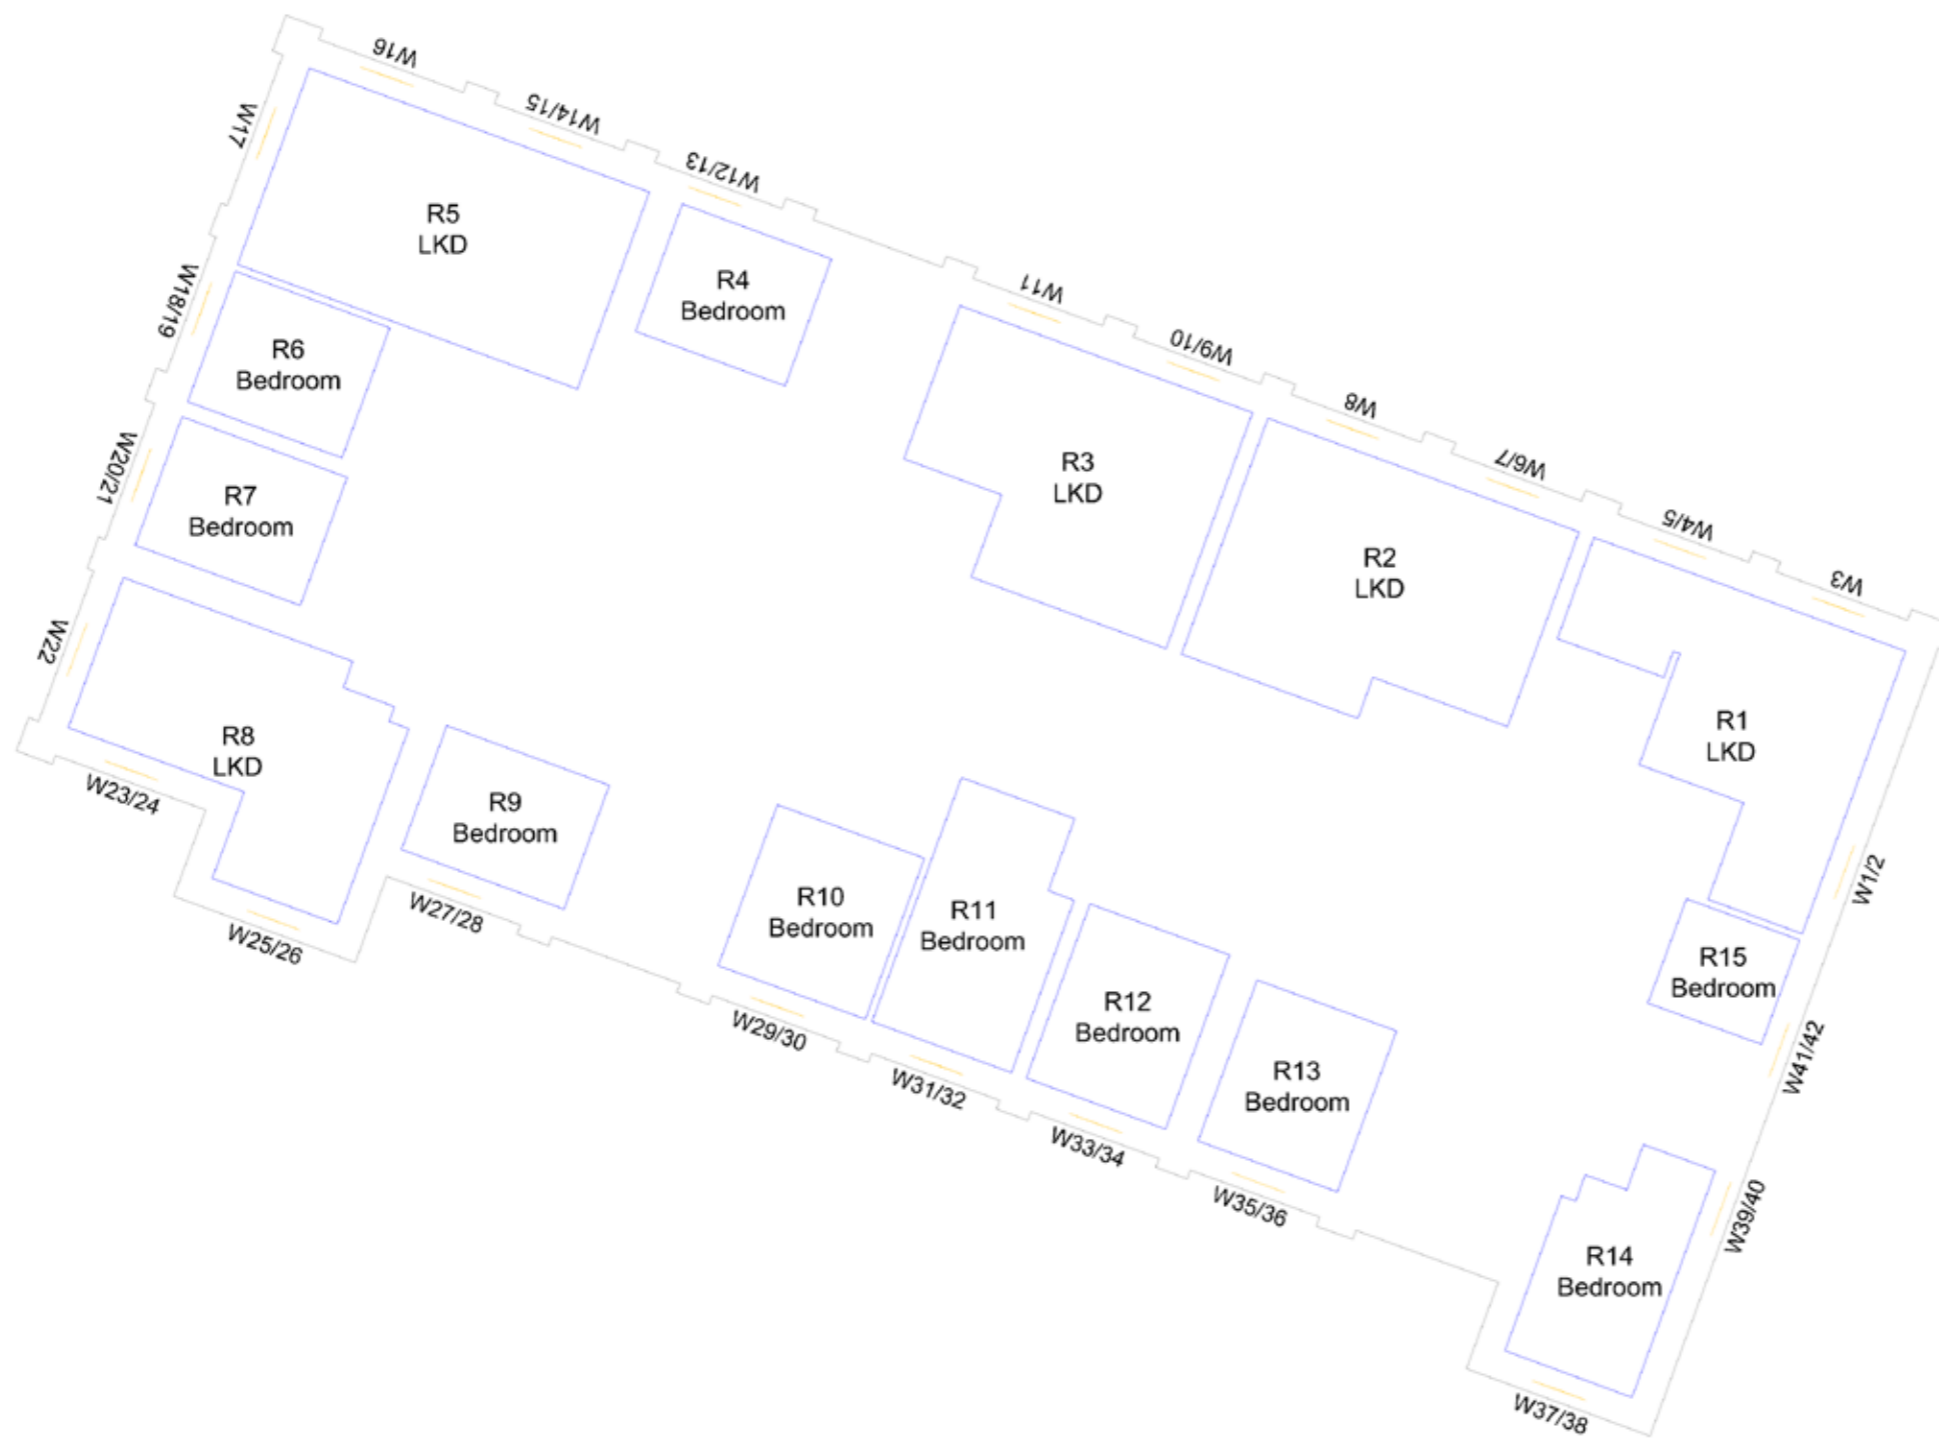 W16
W17
W14/15
W12/13
R5
LKD
R4
Bedroom
W18/19
W11
R6
Bedroom
W9/10
W8
W20/21
R3
LKD
W6/7
R7
Bedroom
W4/5
R2
LKD
W3
W22
R8
LKD
R1
LKD
W23/24
R9
Bedroom
W1/2
W27/28
R10
Bedroom
R11
Bedroom
W25/26
R15
Bedroom
R12
Bedroom
W29/30
W41/42
R13
Bedroom
W31/32
W33/34
W35/36
W39/40
R14
Bedroom
W37/38